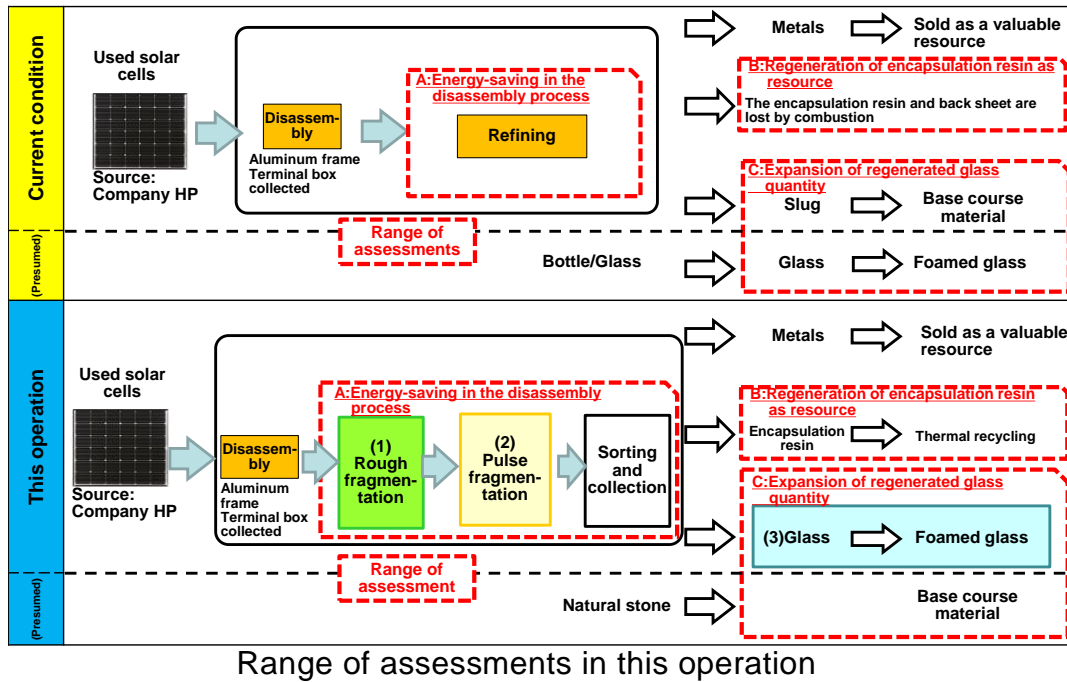 Current condition
(Presumed)
Used solar
cells
Source:
Company HP
Disassem-
bly
Aluminum frame
Terminal box
collected
A:Energy-saving in the
disassembly process
Refining
Metals
Sold as a valuable
resource
B:Regeneration of encapsulation resin as
resource
The encapsulation resin and back sheet are
lost by combustion
C:Expansion of regenerated glass
quantity
Slug
Base course
material
Range of
assessments
Bottle/Glass
Glass
Foamed glass
This operation
(Presumed)
Used solar
cells
Source:
Company HP
Disassem-
bly
Aluminum
frame
Terminal box
collected
A:Energy-saving in the disassembly
process
(1)
Rough
fragmen-
tation
(2)
Pulse
fragmen-
tation
Sorting
and
collection
Metals
Sold as a valuable
resource
B:Regeneration of encapsulation resin
as resource
Encapsulation
resin
Thermal recycling
C:Expansion of regenerated glass
quantity
(3)Glass
Foamed glass
Range of
assessment
Natural stone
Base course
material
Range of assessments in this operation